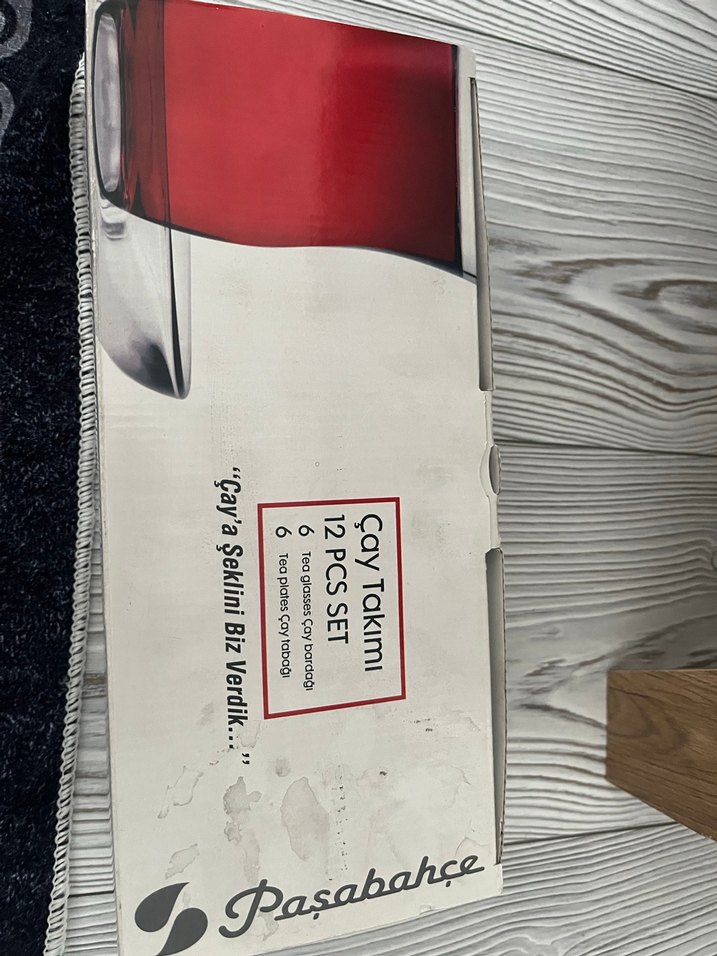 Çay Takımı
12 PCS SET
6 Tea glasses Çay bardağı
6 Tea plates Çay tabağı
“Çay’a Şeklini Biz Verdik...”
Paşabahçe